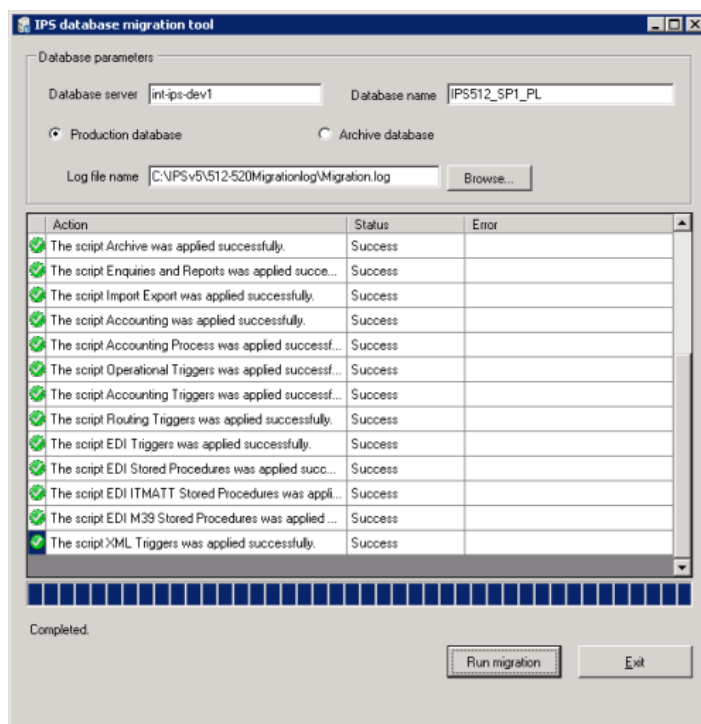 IPS database migration tool
Database parameters
Database server int-ips-dev1 Database name IPS512_SP1_PL
Production database Archive database
Log file name C:\IPSv5\512-520Migrationlog\Migration.log Browse...
Action Status Error
The script Archive was applied successfully. Success
The script Enquiries and Reports was applied succe... Success
The script Import Export was applied successfully. Success
The script Accounting was applied successfully. Success
The script Accounting Process was applied successf... Success
The script Operational Triggers was applied successf... Success
The script Accounting Triggers was applied successf... Success
The script Routing Triggers was applied successfully. Success
The script EDI Triggers was applied successfully. Success
The script EDI Stored Procedures was applied succ... Success
The script EDI ITMATT Stored Procedures was appli... Success
The script EDI M39 Stored Procedures was applied ... Success
The script XML Triggers was applied successfully. Success
Completed.
Run migration Exit